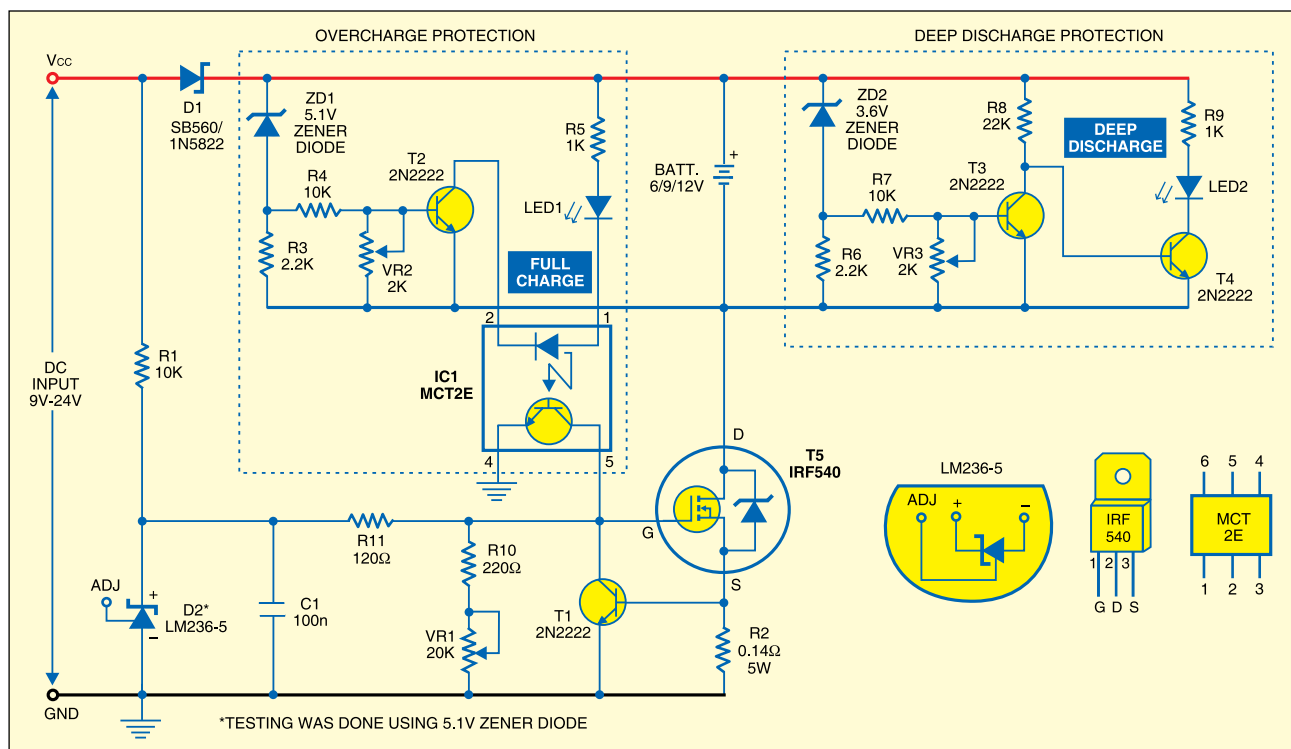 OVERCHARGE PROTECTION
DEEP DISCHARGE PROTECTION
VCC
D1
SB560/
1N5822
ZD1
5.1V
ZENER
DIODE
R4
10K
T2
2N2222
R5
1K
LED1
R3
2.2K
VR2
2K
FULL
CHARGE
BATT.
6/9/12V
+
ZD2
3.6V
ZENER
DIODE
R8
22K
DEEP
DISCHARGE
R9
1K
T3
2N2222
LED2
R7
10K
R6
2.2K
VR3
2K
T4
2N2222
2
1
IC1
MCT2E
4
5
DC
INPUT
9V-24V
R1
10K
D
T5
IRF540
G
S
R11
120Ω
R10
220Ω
ADJ
+
D2*
LM236-5
–
C1
100n
VR1
20K
T1
2N2222
R2
0.14Ω
5W
GND
*TESTING WAS DONE USING 5.1V ZENER DIODE
LM236-5
ADJ
+
–
IRF
540
1 2 3
G D S
6 5 4
MCT
2E
1 2 3